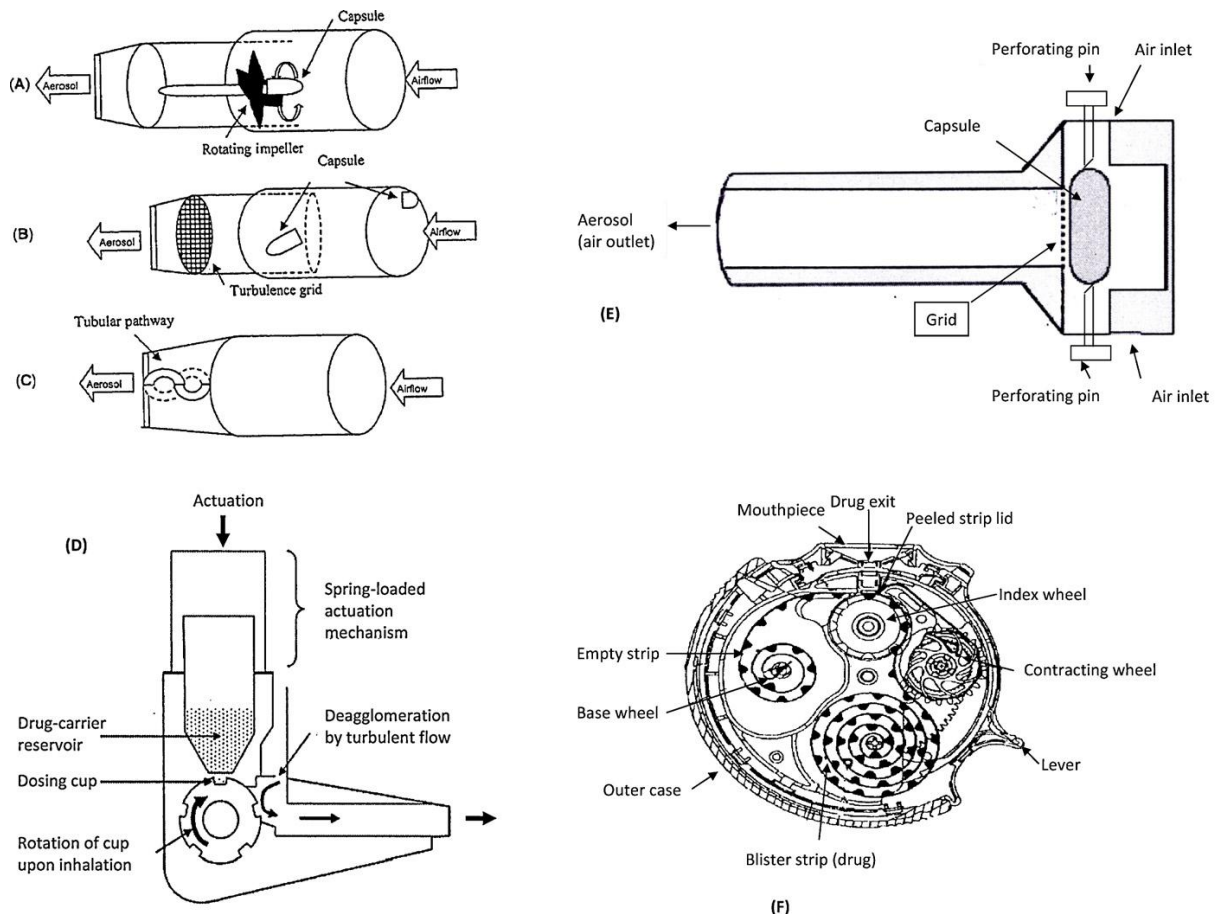 Capsule
(A)
Aerosol
Airflow
Rotating impeller
Capsule
(B)
Aerosol
Airflow
Turbulence grid
Tubular pathway
(C)
Aerosol
Airflow
Perforating pin
Air inlet
Capsule
Aerosol
(air outlet)
(E)
Grid
Perforating pin
Air inlet
Actuation
(D)
Spring-loaded
actuation
mechanism
Drug-carrier
reservoir
Deagglomeration
by turbulent flow
Dosing cup
Rotation of cup
upon inhalation
Drug exit
Mouthpiece
Peeled strip lid
Index wheel
Empty strip
Contracting wheel
Base wheel
Lever
Outer case
Blister strip (drug)
(F)